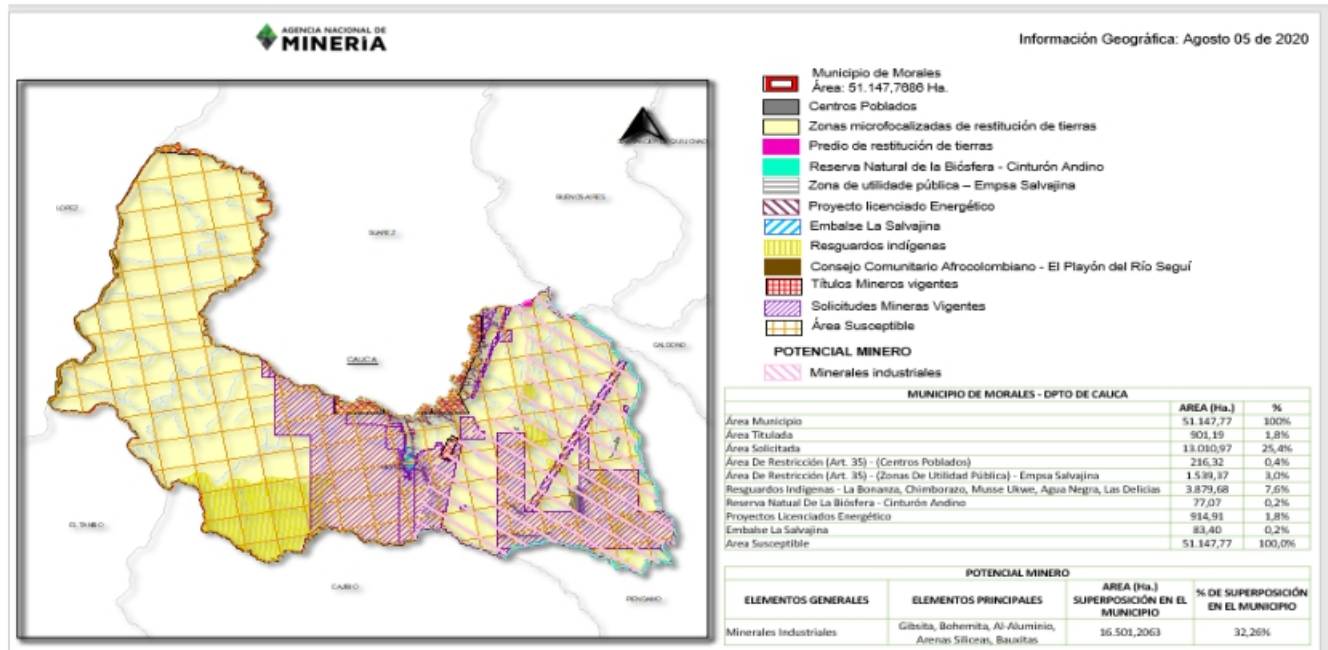 AGENCIA NACIONAL DE
MINERÍA
Información Geográfica: Agosto 05 de 2020
LOPEZ
SUAREZ
BUENOS AIRES
CALDONO
CAUCA
EL TAMBO
CAJIBIO
PIENDAMO
Municipio de Morales
Área: 51.147,7686 Ha.
Centros Poblados
Zonas microfocalizadas de restitución de tierras
Predio de restitución de tierras
Reserva Natural de la Biósfera - Cinturón Andino
Zona de utilidade pública – Empsa Salvajina
Proyecto licenciado Energético
Embalse La Salvajina
Resguardos indígenas
Consejo Comunitario Afrocolombiano - El Playón del Río Seguí
Títulos Mineros vigentes
Solicitudes Mineras Vigentes
Área Susceptible
POTENCIAL MINERO
Minerales industriales
MUNICIPIO DE MORALES - DPTO DE CAUCA
AREA (Ha.) %
Área Municipio 51.147,77 100%
Área Titulada 901,19 1,8%
Área Solicitada 13.010,97 25,4%
Área De Restricción (Art. 35) - (Centros Poblados) 216,32 0,4%
Área De Restricción (Art. 35) - (Zonas De Utilidad Pública) - Empsa Salvajina 1.539,37 3,0%
Resguardos Indígenas - La Bonanza, Chimborazo, Musse Ukwe, Agua Negra, Las Delicias 3.879,68 7,6%
Reserva Natual De La Biósfera - Cinturón Andino 77,07 0,2%
Proyectos Licenciados Energético 914,91 1,8%
Embalse La Salvajina 83,40 0,2%
Área Susceptible 51.147,77 100,0%
POTENCIAL MINERO
ELEMENTOS GENERALES ELEMENTOS PRINCIPALES AREA (Ha.) SUPERPOSICIÓN EN EL MUNICIPIO % DE SUPERPOSICIÓN EN EL MUNICIPIO
Minerales Industriales Gibsita, Bohemita, Al-Aluminio, Arenas Silíceas, Bauxitas 16.501,2063 32,26%